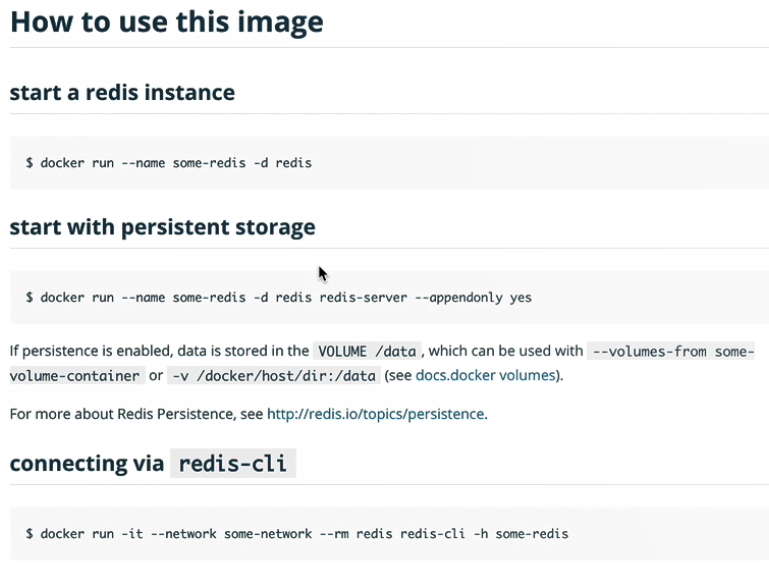 How to use this image
start a redis instance
$ docker run --name some-redis -d redis
start with persistent storage
$ docker run --name some-redis -d redis redis-server --appendonly yes
If persistence is enabled, data is stored in the VOLUME /data, which can be used with --volumes-from some-
volume-container or -v /docker/host/dir:/data (see docs.docker volumes).
For more about Redis Persistence, see http://redis.io/topics/persistence.
connecting via redis-cli
$ docker run -it --network some-network --rm redis redis-cli -h some-redis